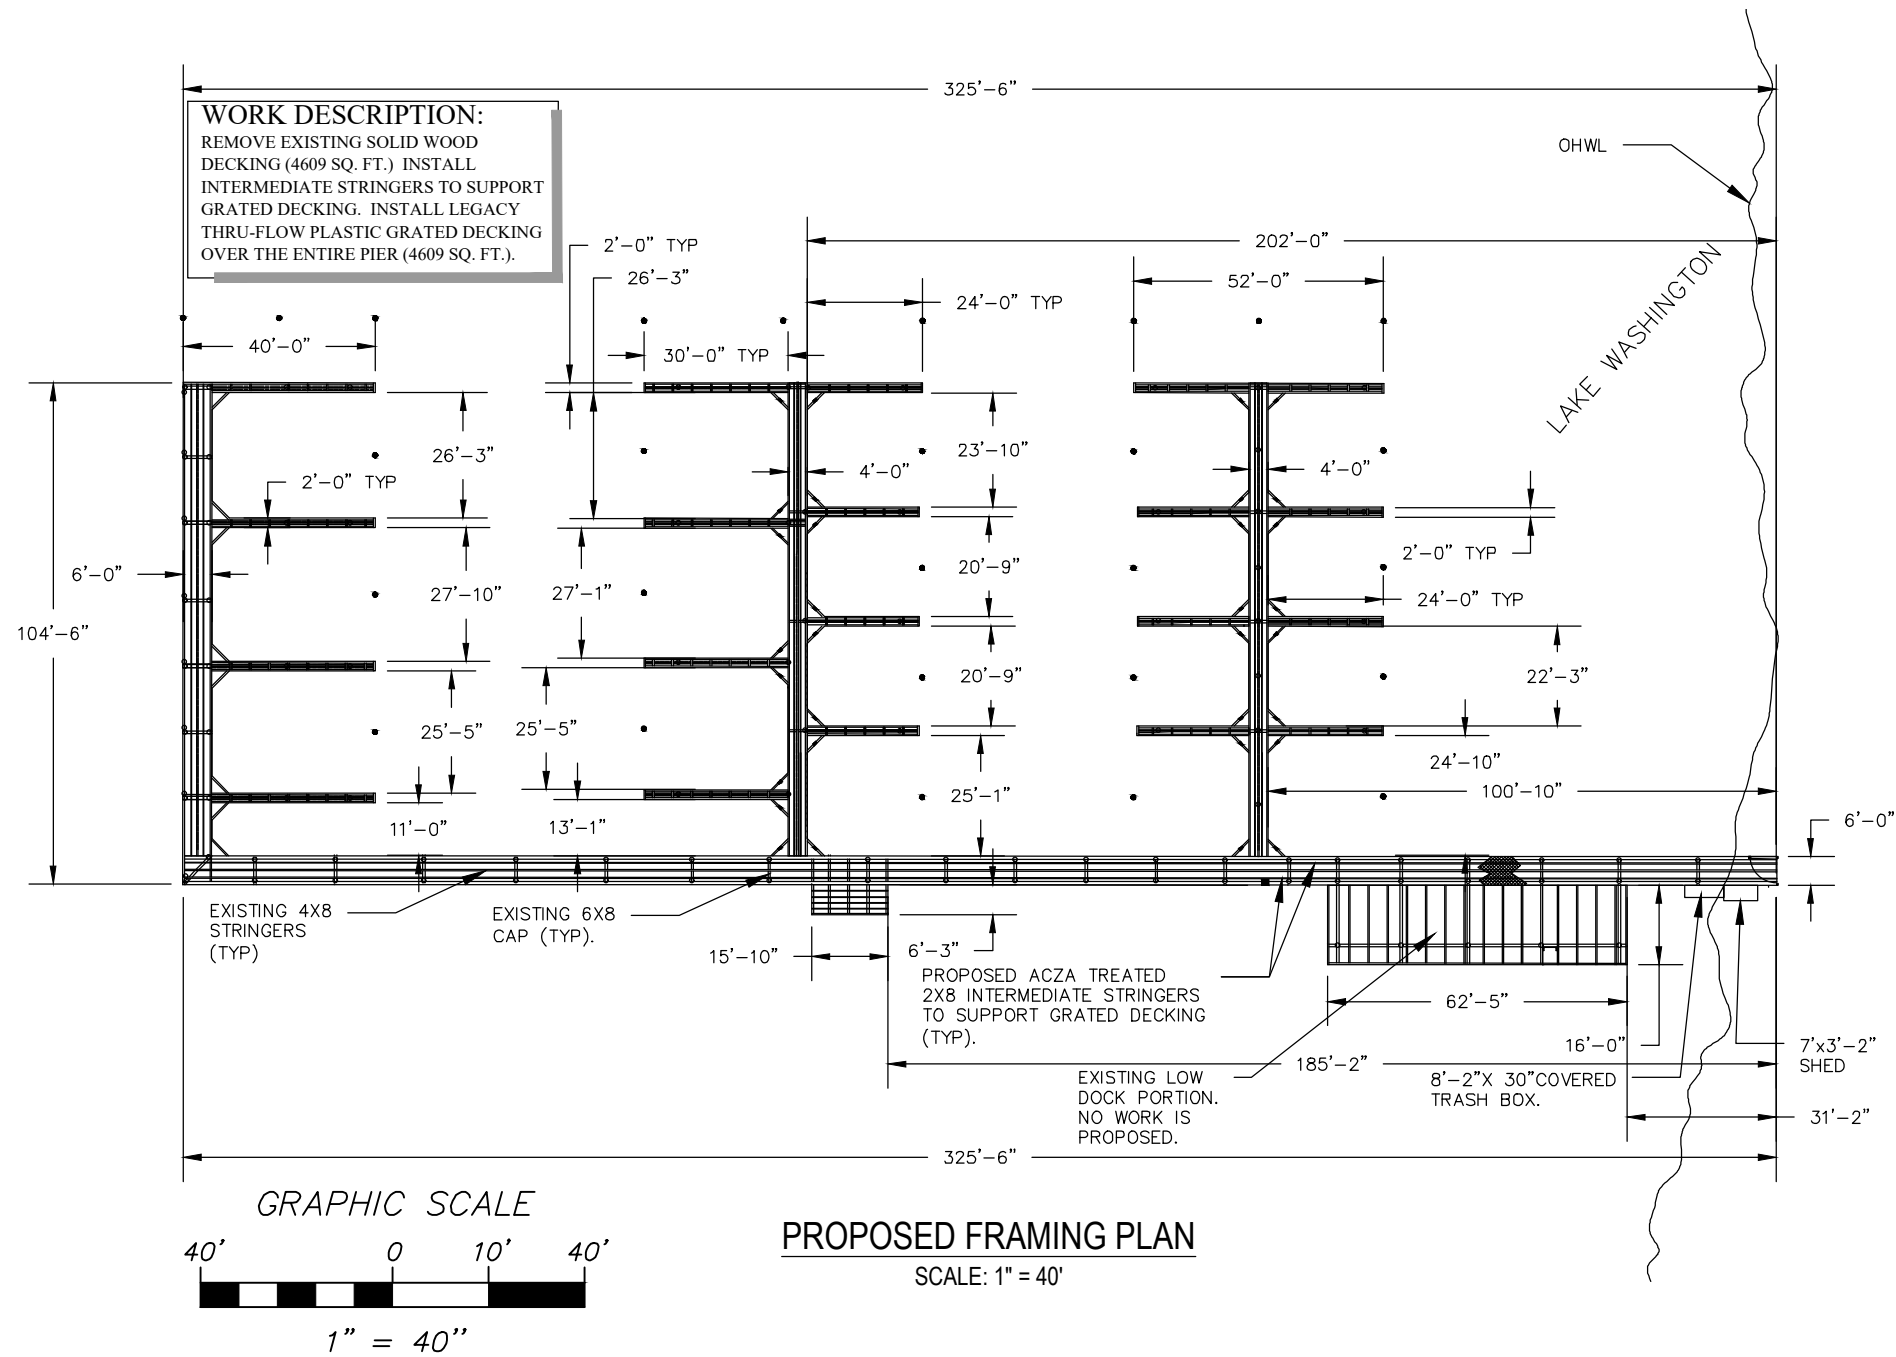 325'-6"
WORK DESCRIPTION:
REMOVE EXISTING SOLID WOOD
DECKING (4609 SQ. FT.) INSTALL
INTERMEDIATE STRINGERS TO SUPPORT
GRATED DECKING. INSTALL LEGACY
THRU-FLOW PLASTIC GRATED DECKING
OVER THE ENTIRE PIER (4609 SQ. FT.).
OHWL
LAKE WASHINGTON
2'-0" TYP
202'-0"
26'-3"
52'-0"
24'-0" TYP
40'-0"
30'-0" TYP
26'-3"
23'-10"
4'-0"
4'-0"
2'-0" TYP
2'-0" TYP
6'-0"
27'-10"
27'-1"
20'-9"
24'-0" TYP
104'-6"
20'-9"
22'-3"
25'-5"
25'-5"
24'-10"
25'-1"
100'-10"
11'-0"
13'-1"
6'-0"
EXISTING 4X8
STRINGERS
(TYP)
EXISTING 6X8
CAP (TYP).
15'-10"
6'-3"
PROPOSED ACZA TREATED
2X8 INTERMEDIATE STRINGERS
TO SUPPORT GRATED DECKING
(TYP).
62'-5"
16'-0"
7'x3'-2"
SHED
185'-2"
EXISTING LOW
DOCK PORTION.
NO WORK IS
PROPOSED.
8'-2"X 30"COVERED
TRASH BOX.
31'-2"
325'-6"
GRAPHIC SCALE
40' 0 10' 40'
1" = 40''
PROPOSED FRAMING PLAN
SCALE: 1" = 40'